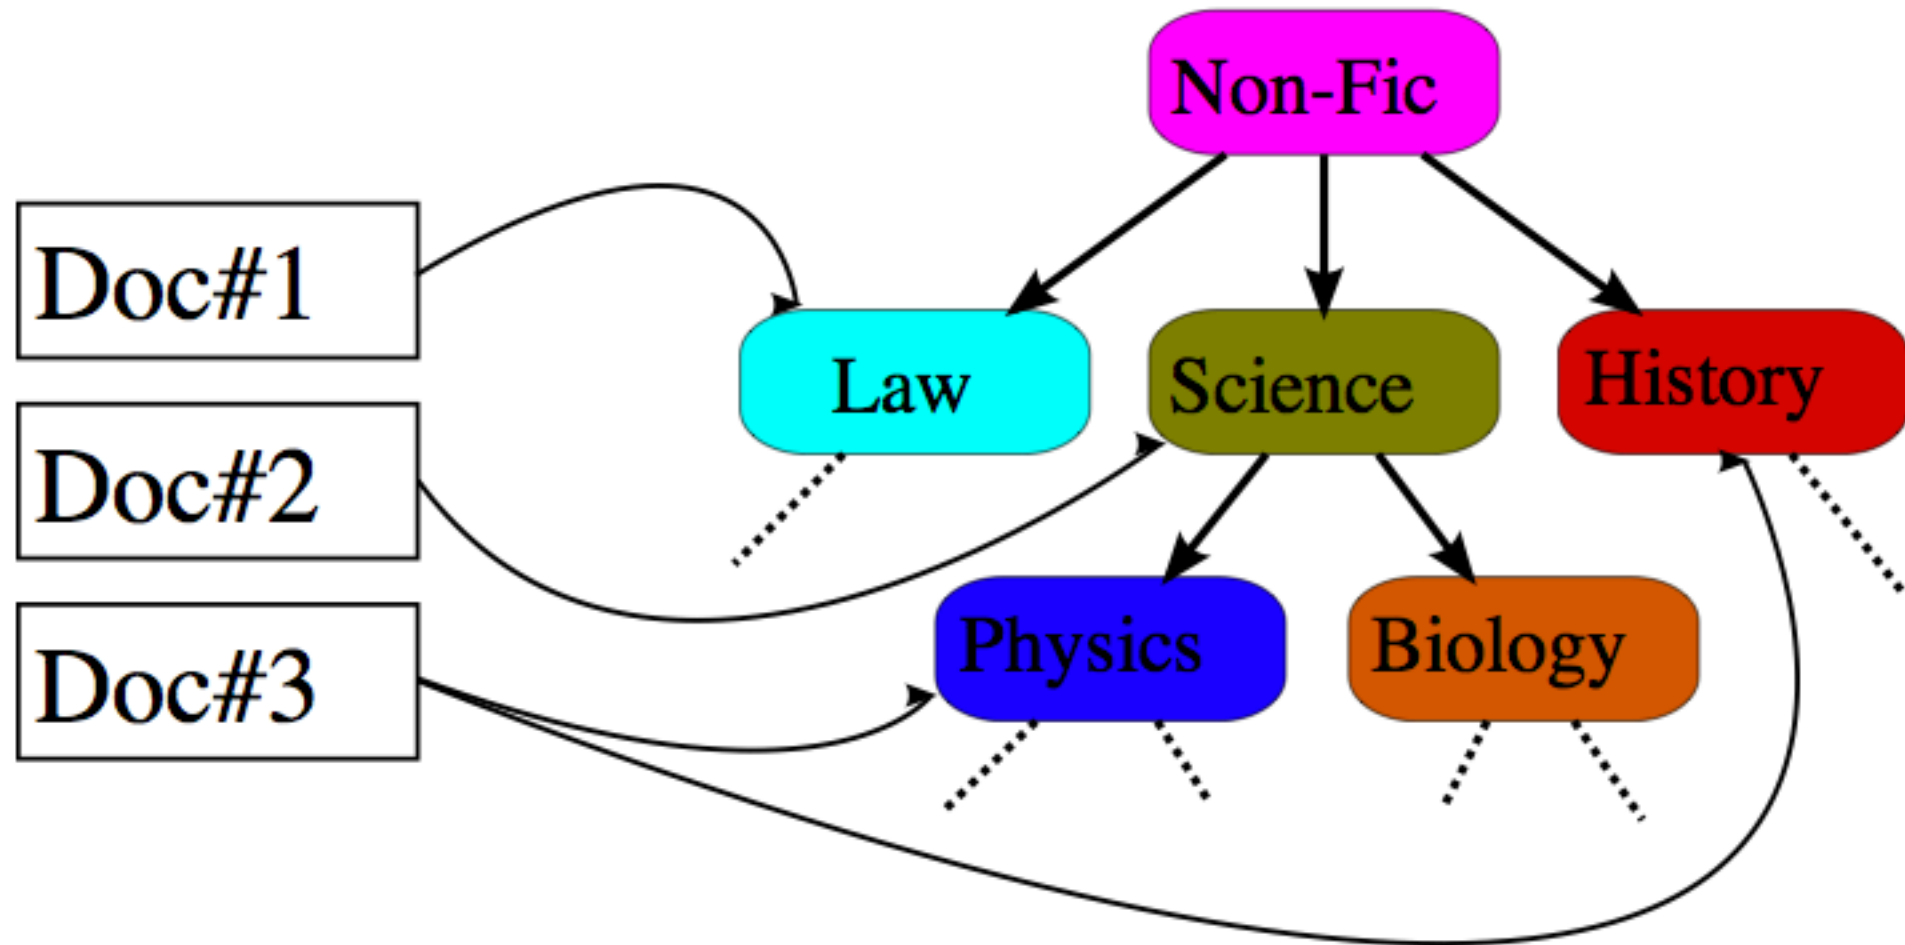 Non-Fic
Doc#1
Law
Science
History
Doc#2
Doc#3
Physics
Biology